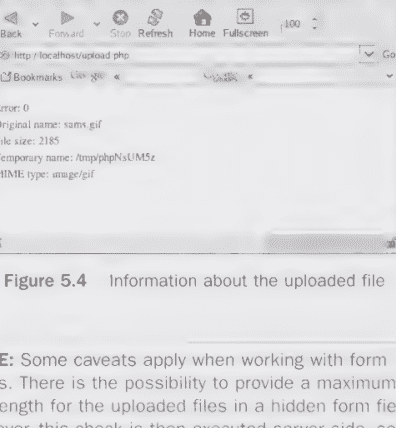 Back Forward Stop Refresh Home Fullscreen 100
http://localhost/upload.php Go
Bookmarks
rror: 0
riginal name: sams.gif
ile size: 2185
emporary name: /tmp/phpNsUM5z
IIME type: image/gif
Figure 5.4 Information about the uploaded file
E: Some caveats apply when working with form
s. There is the possibility to provide a maximum
ength for the uploaded files in a hidden form fie
ever, this check is then executed server-side, so